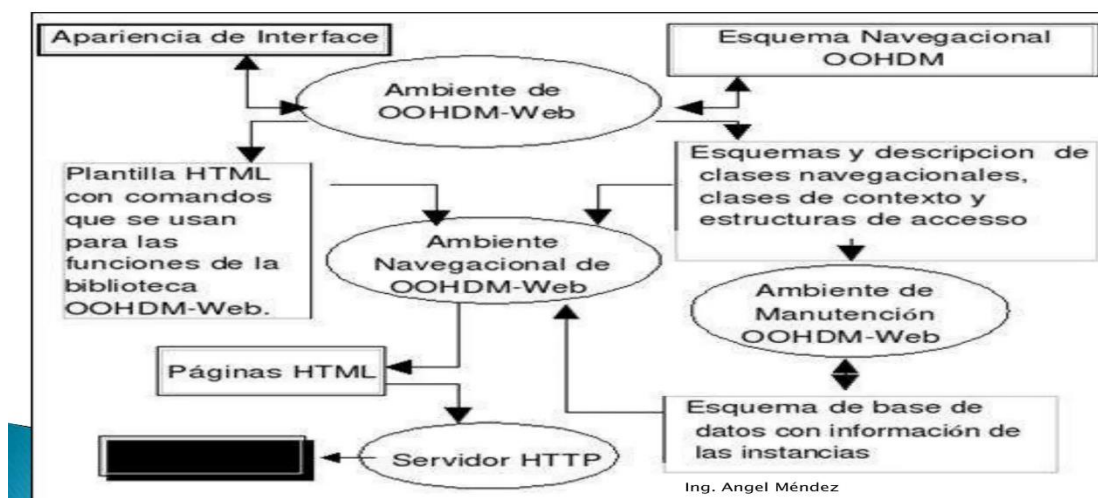 Apariencia de Interface
Esquema Navegacional
OOHDM
Ambiente de
OOHDM-Web
Plantilla HTML
con comandos
que se usan
para las
funciones de la
biblioteca
OOHDM-Web.
Esquemas y descripcion de
clases navegacionales,
clases de contexto y
estructuras de accesso
Ambiente
Navegacional de
OOHDM-Web
Ambiente de
Manutención
OOHDM-Web
Páginas HTML
Esquema de base de
datos con información de
las instancias
Servidor HTTP
Ing. Angel Méndez